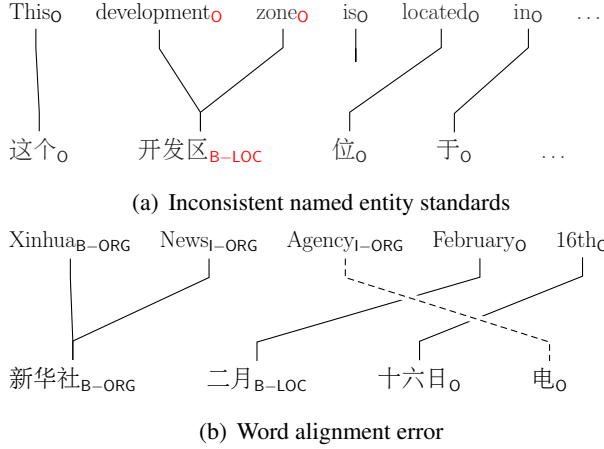 This_O development_O zone_O is_O located_O in_O ...
这个_O 开发区_B-LOC 位_O 于_O ...
(a) Inconsistent named entity standards
Xinhua_B-ORG News_I-ORG Agency_I-ORG February_O 16th_O
新华社_B-ORG 二月_B-LOC 十六日_O 电_O
(b) Word alignment error